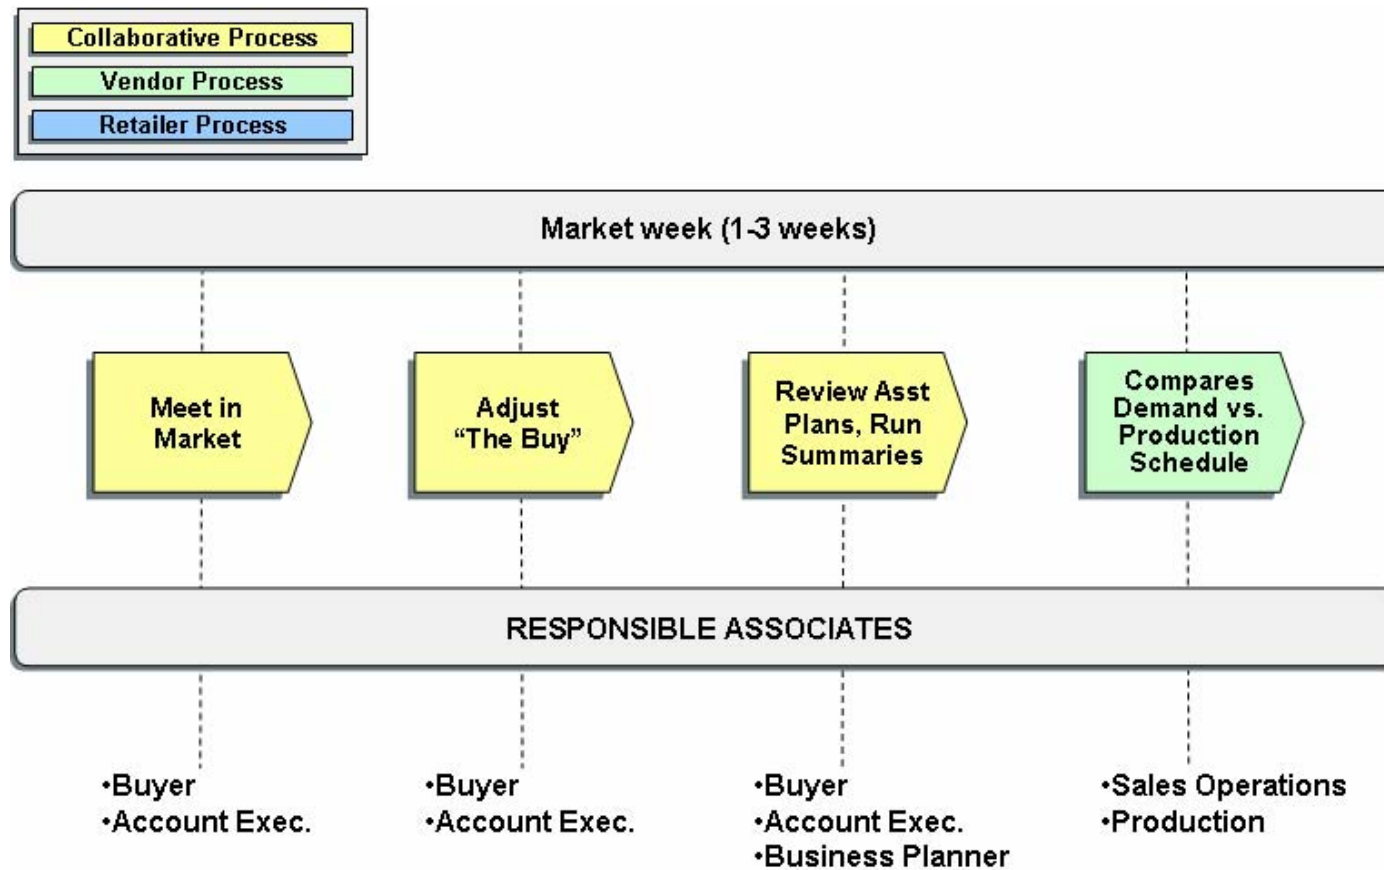 Collaborative Process
Vendor Process
Retailer Process
Market week (1-3 weeks)
Meet in
Market
Adjust
“The Buy”
Review Asst
Plans, Run
Summaries
Compares
Demand vs.
Production
Schedule
RESPONSIBLE ASSOCIATES
•Buyer
•Account Exec.
•Buyer
•Account Exec.
•Buyer
•Account Exec.
•Business Planner
•Sales Operations
•Production